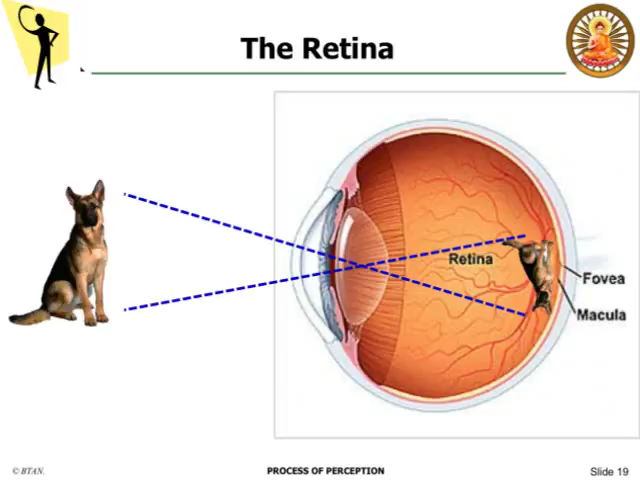 The Retina
Retina
Fovea
Macula
© BTAN.
PROCESS OF PERCEPTION
Slide 19